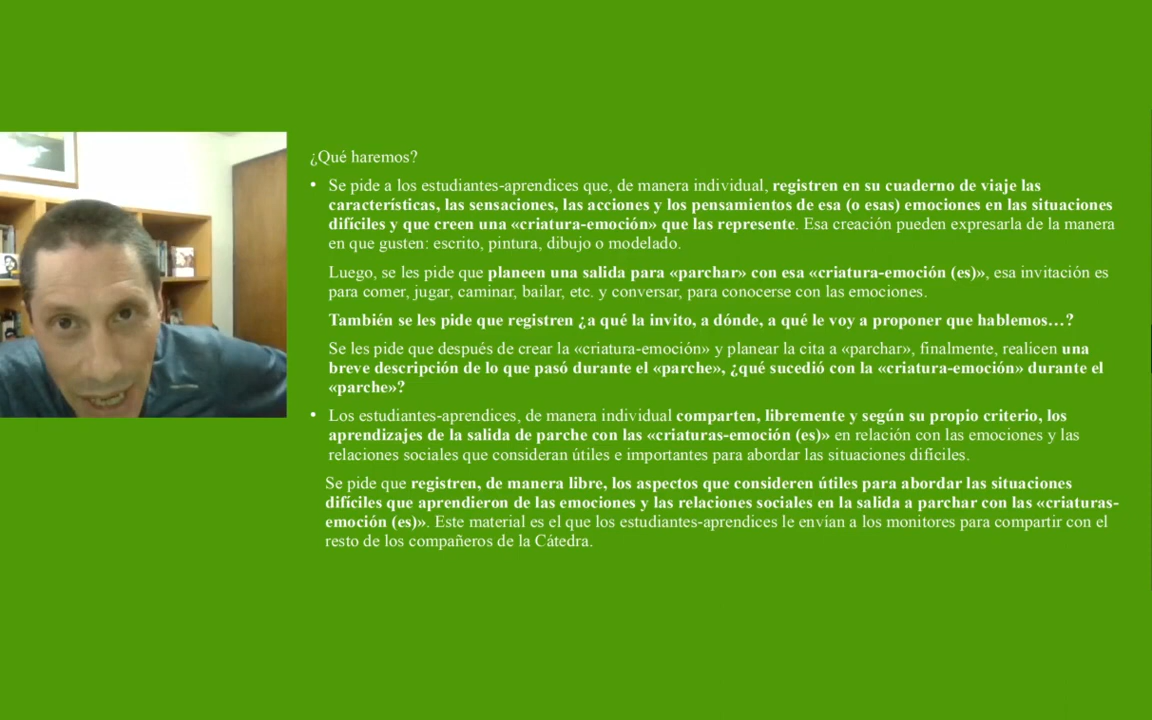 ¿Qué haremos?
• Se pide a los estudiantes-aprendices que, de manera individual, registren en su cuaderno de viaje las
características, las sensaciones, las acciones y los pensamientos de esa (o esas) emociones en las situaciones
difíciles y que creen una «criatura-emoción» que las represente. Esa creación pueden expresarla de la manera
en que gusten: escrito, pintura, dibujo o modelado.
Luego, se les pide que planeen una salida para «parchar» con esa «criatura-emoción (es)», esa invitación es
para comer, jugar, caminar, bailar, etc. y conversar, para conocerse con las emociones.
También se les pide que registren ¿a qué la invito, a dónde, a qué le voy a proponer que hablemos…?
Se les pide que después de crear la «criatura-emoción» y planear la cita a «parchar», finalmente, realicen una
breve descripción de lo que pasó durante el «parche», ¿qué sucedió con la «criatura-emoción» durante el
«parche»?
• Los estudiantes-aprendices, de manera individual comparten, libremente y según su propio criterio, los
aprendizajes de la salida de parche con las «criaturas-emoción (es)» en relación con las emociones y las
relaciones sociales que consideran útiles e importantes para abordar las situaciones difíciles.
Se pide que registren, de manera libre, los aspectos que consideren útiles para abordar las situaciones
difíciles que aprendieron de las emociones y las relaciones sociales en la salida a parchar con las «criaturas-
emoción (es)». Este material es el que los estudiantes-aprendices le envían a los monitores para compartir con el
resto de los compañeros de la Cátedra.